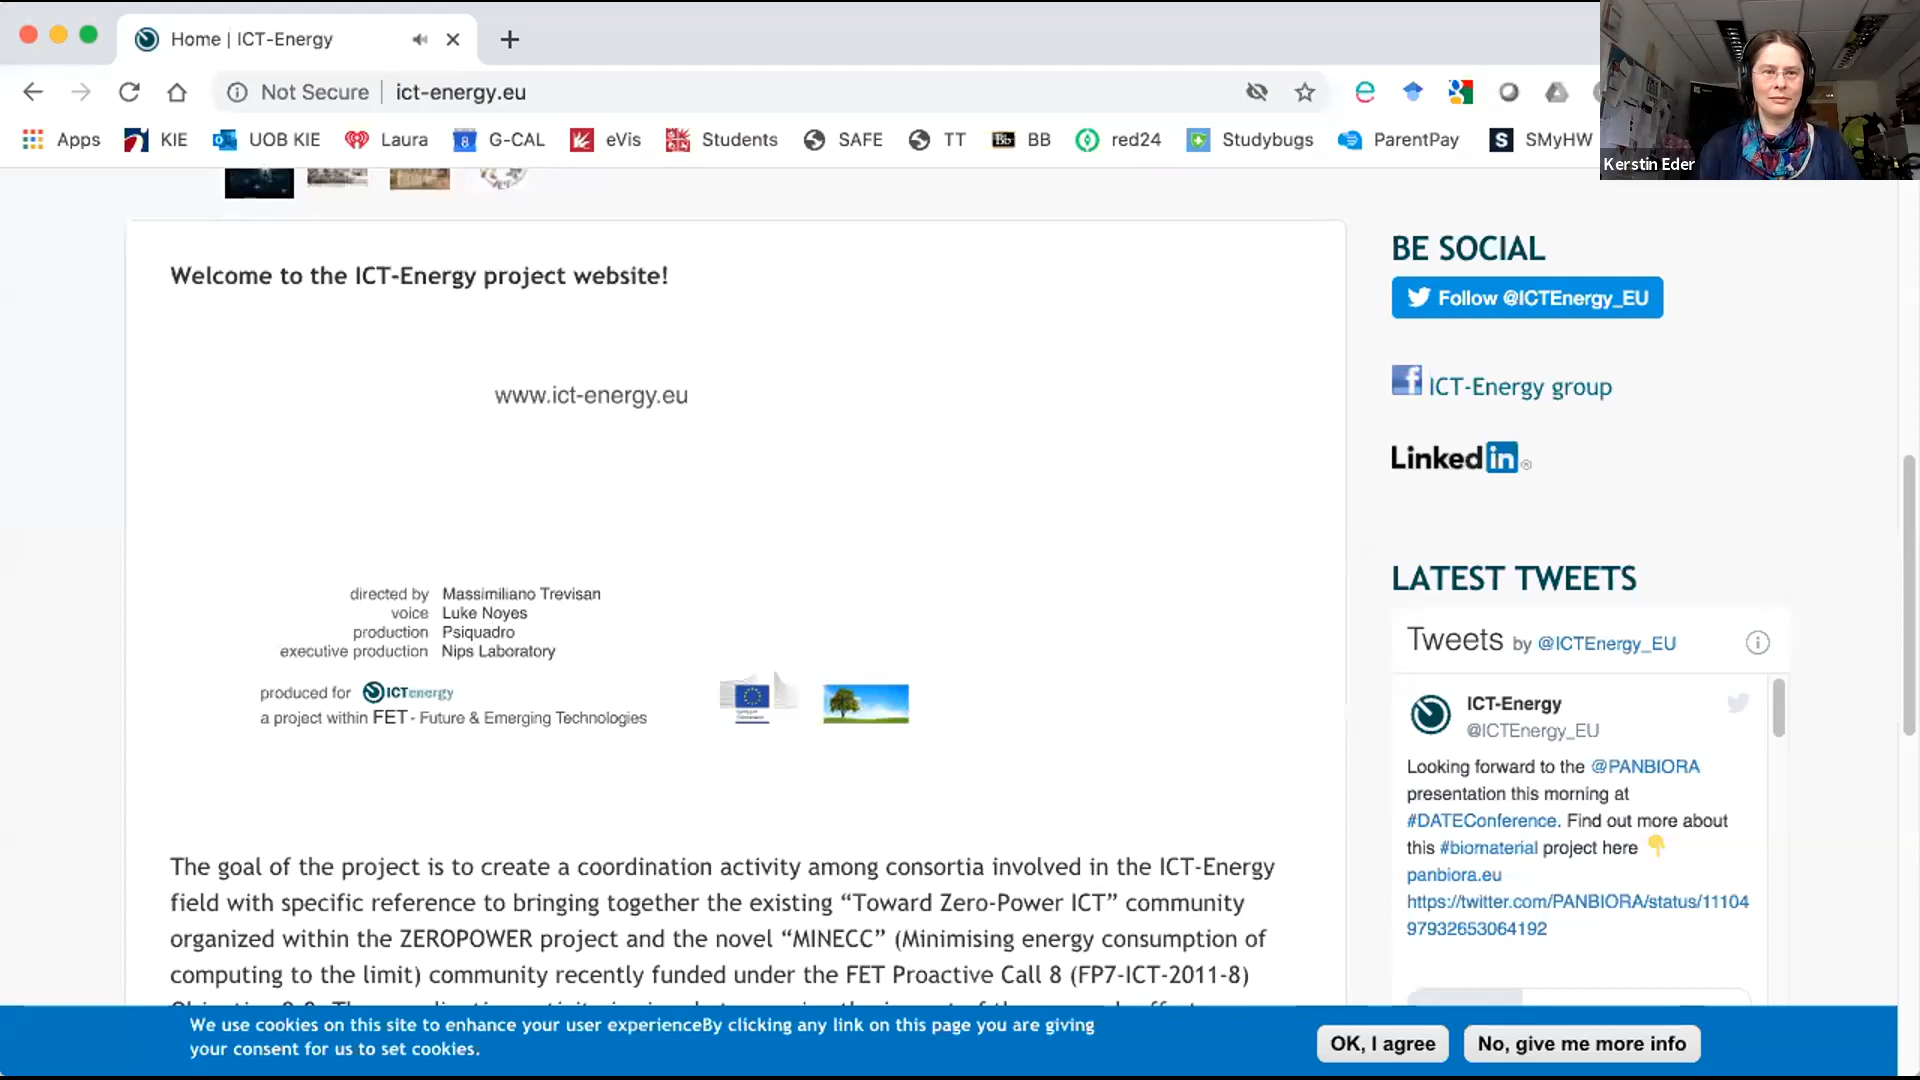 Home | ICT-Energy
Not Secure
ict-energy.eu
Apps
KIE
UOB KIE
Laura
8
G-CAL
eVis
Students
SAFE
TT
Bb
BB
red24
Studybugs
ParentPay
S
SMyHW
Kerstin Eder
Welcome to the ICT-Energy project website!
www.ict-energy.eu
directed by Massimiliano Trevisan
voice Luke Noyes
production Psiquadro
executive production Nips Laboratory
produced for ICTenergy
a project within FET - Future & Emerging Technologies
The goal of the project is to create a coordination activity among consortia involved in the ICT-Energy
field with specific reference to bringing together the existing “Toward Zero-Power ICT” community
organized within the ZEROPOWER project and the novel “MINECC” (Minimising energy consumption of
computing to the limit) community recently funded under the FET Proactive Call 8 (FP7-ICT-2011-8)
BE SOCIAL
Follow @ICTEnergy_EU
ICT-Energy group
Linked in
LATEST TWEETS
Tweets by @ICTEnergy_EU
ICT-Energy
@ICTEnergy_EU
Looking forward to the @PANBIORA
presentation this morning at
#DATEConference. Find out more about
this #biomaterial project here
panbiora.eu
https://twitter.com/PANBIORA/status/11104
97932653064192
We use cookies on this site to enhance your user experienceBy clicking any link on this page you are giving
your consent for us to set cookies.
OK, I agree
No, give me more info